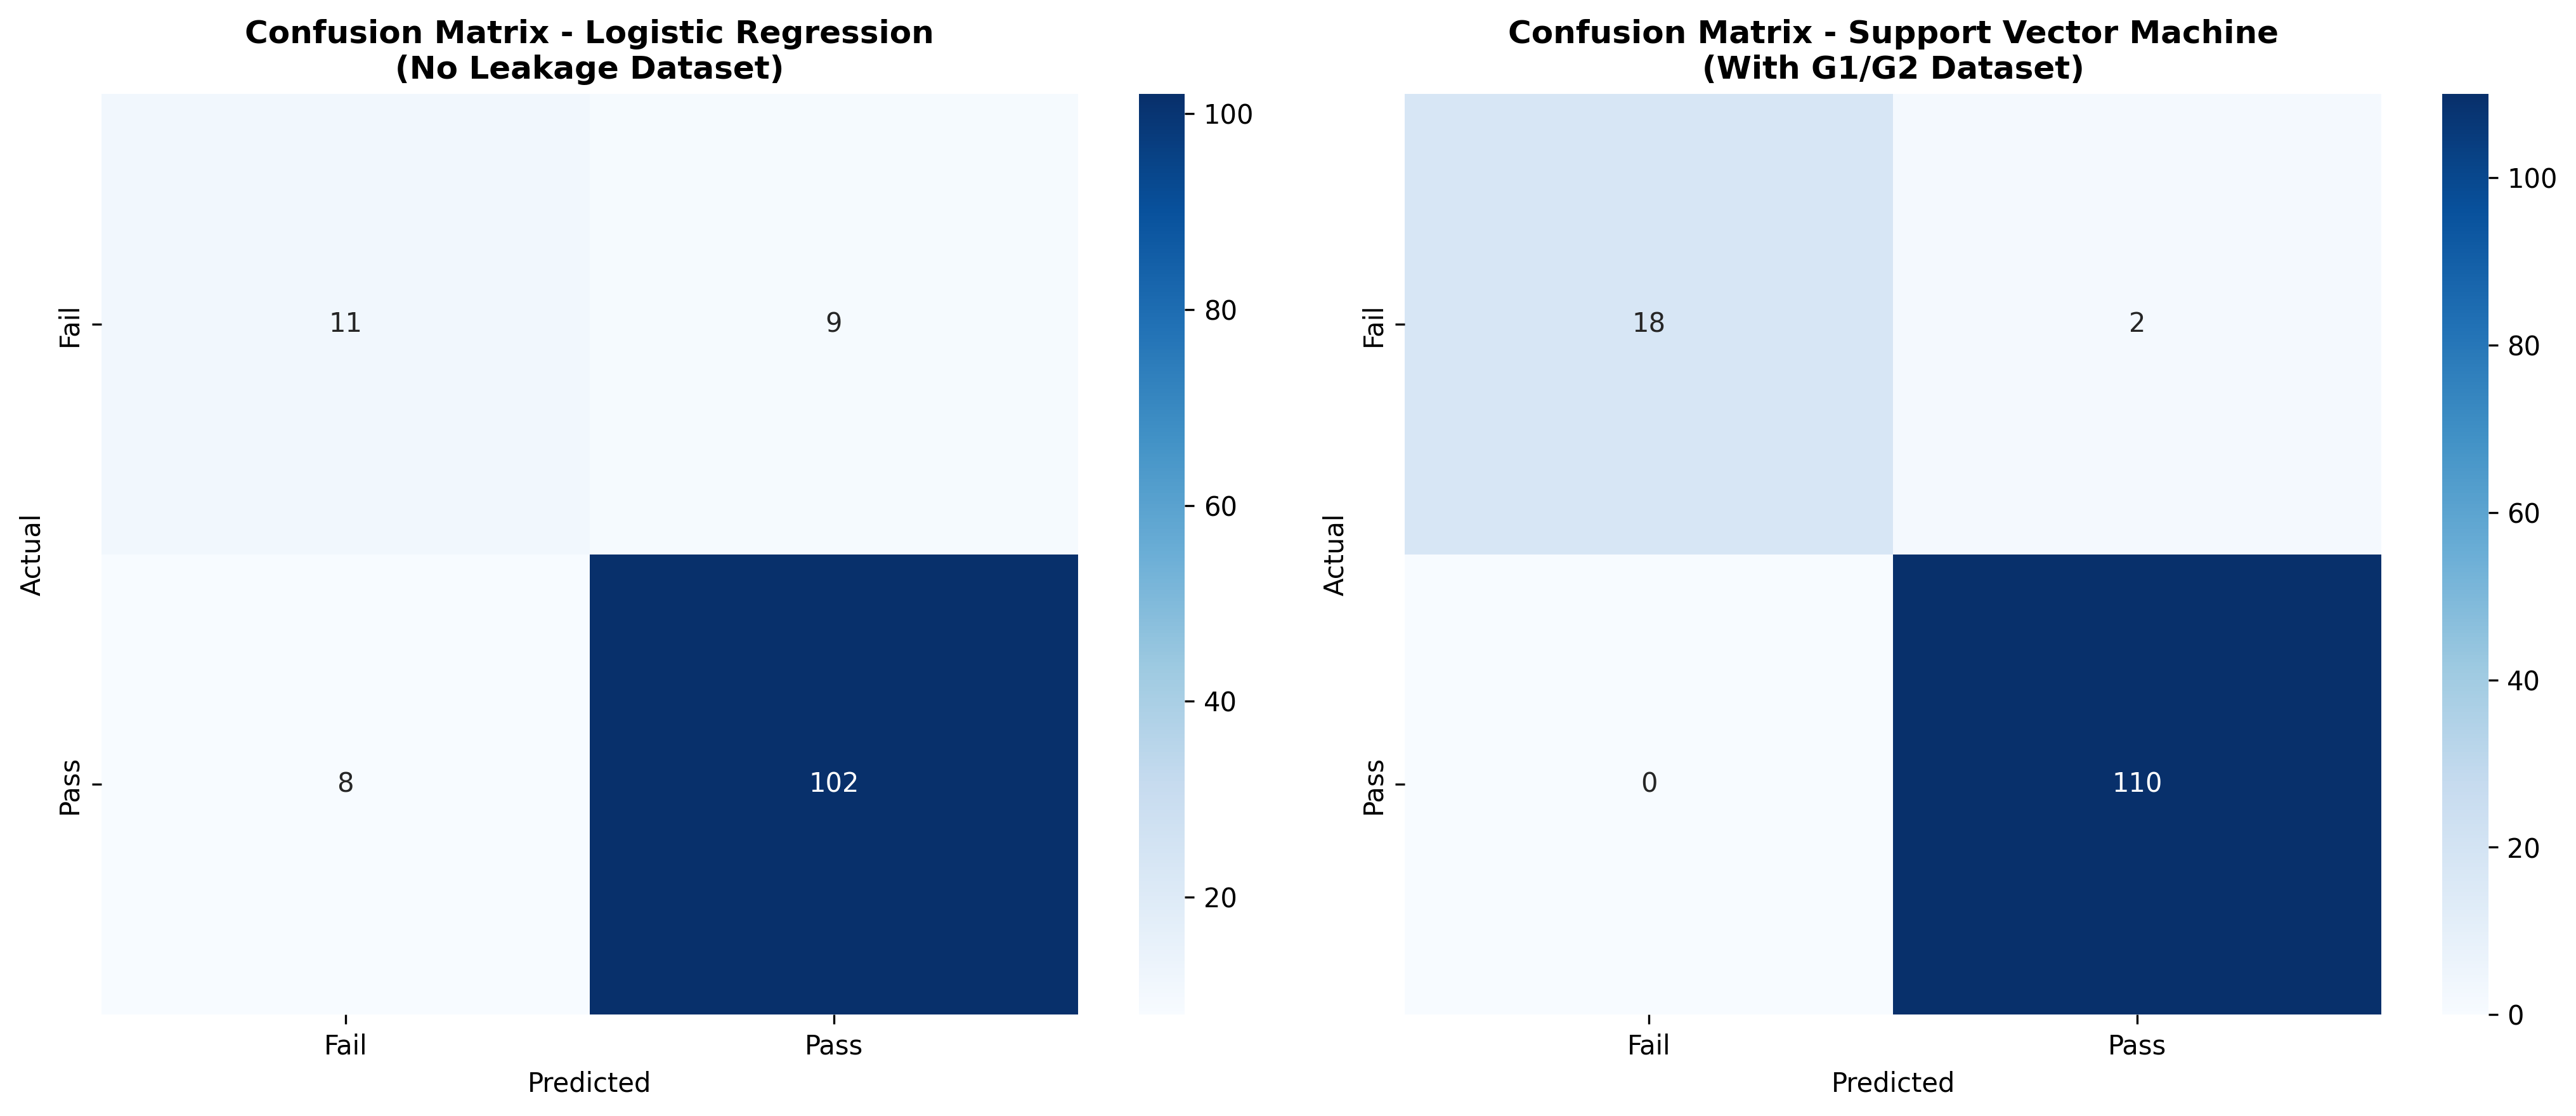 Confusion Matrix - Logistic Regression
(No Leakage Dataset)
Actual
Fail
Pass
11
9
8
102
Fail
Pass
Predicted
100
80
60
40
20
Confusion Matrix - Support Vector Machine
(With G1/G2 Dataset)
Actual
Fail
Pass
18
2
0
110
Fail
Pass
Predicted
100
80
60
40
20
0